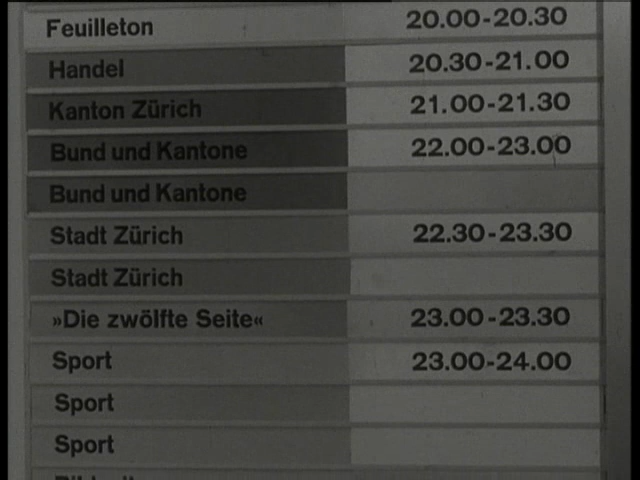 Feuilleton 20.00-20.30
Handel 20.30-21.00
Kanton Zürich 21.00-21.30
Bund und Kantone 22.00-23.00
Bund und Kantone
Stadt Zürich 22.30-23.30
Stadt Zürich
»Die zwölfte Seite« 23.00-23.30
Sport 23.00-24.00
Sport
Sport